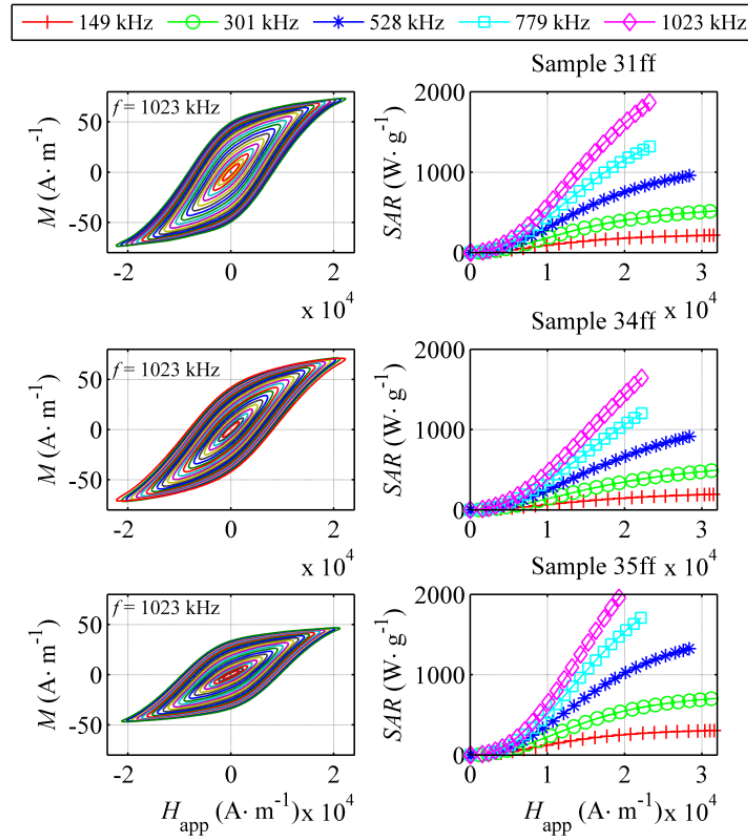 149 kHz 301 kHz 528 kHz 779 kHz 1023 kHz
Sample 31ff
f = 1023 kHz
M (A· m⁻¹)
50
0
-50
-2 0 2
x 10⁴
SAR (W· g⁻¹)
2000
1000
0
0 1 2 3
x 10⁴
Sample 34ff
f = 1023 kHz
M (A· m⁻¹)
50
0
-50
-2 0 2
x 10⁴
SAR (W· g⁻¹)
2000
1000
0
0 1 2 3
x 10⁴
Sample 35ff
f = 1023 kHz
M (A· m⁻¹)
50
0
-50
-2 0 2
H_app (A· m⁻¹) x 10⁴
SAR (W· g⁻¹)
2000
1000
0
0 1 2 3
H_app (A· m⁻¹) x 10⁴